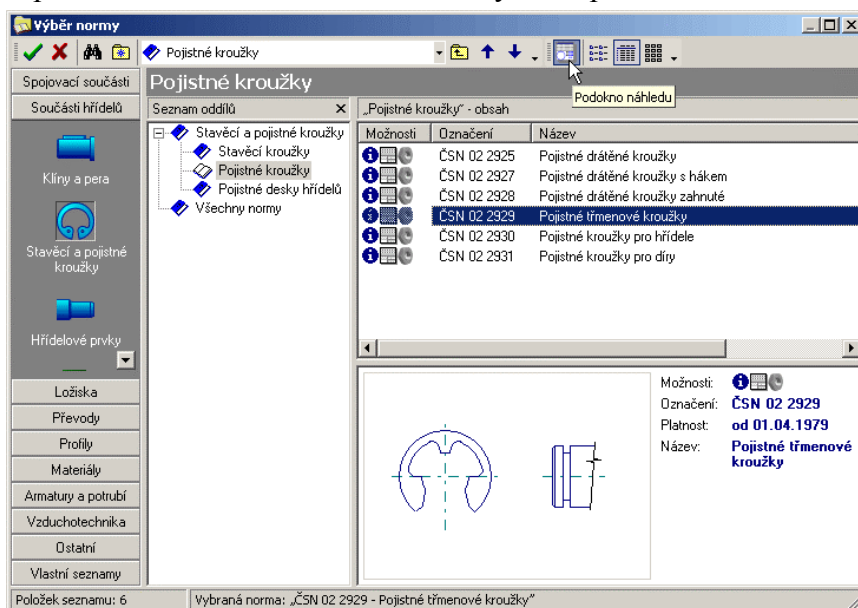 Výběr normy
Pojistné kroužky
Podokno náhledu
Spojovací součásti
Součásti hřídelů
Klíny a pera
Stavěcí a pojistné
kroužky
Hřídelové prvky
Ložiska
Převody
Profily
Materiály
Armatury a potrubí
Vzduchotechnika
Ostatní
Vlastní seznamy
Pojistné kroužky
Seznam oddílů
Stavěcí a pojistné kroužky
Stavěcí kroužky
Pojistné kroužky
Pojistné desky hřídelů
Všechny normy
„Pojistné kroužky" - obsah
Možnosti Označení Název
ČSN 02 2925 Pojistné drátěné kroužky
ČSN 02 2927 Pojistné drátěné kroužky s hákem
ČSN 02 2928 Pojistné drátěné kroužky zahnuté
ČSN 02 2929 Pojistné třmenové kroužky
ČSN 02 2930 Pojistné kroužky pro hřídele
ČSN 02 2931 Pojistné kroužky pro díry
Možnosti:
Označení: ČSN 02 2929
Platnost: od 01.04.1979
Název: Pojistné třmenové
kroužky
Položek seznamu: 6 Vybraná norma: „ČSN 02 2929 - Pojistné třmenové kroužky"